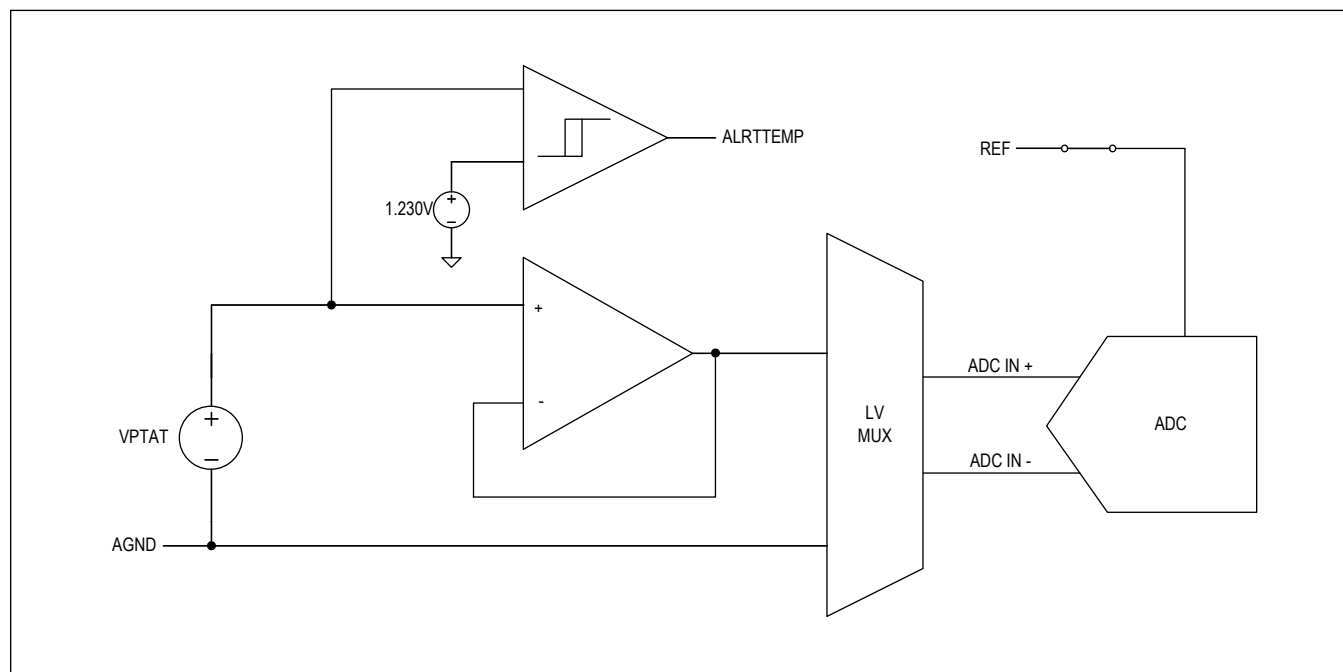 ALRTTEMP
REF
+
1.230V
−
+
ADC IN +
-
LV
MUX
ADC
+
VPTAT
−
ADC IN -
AGND